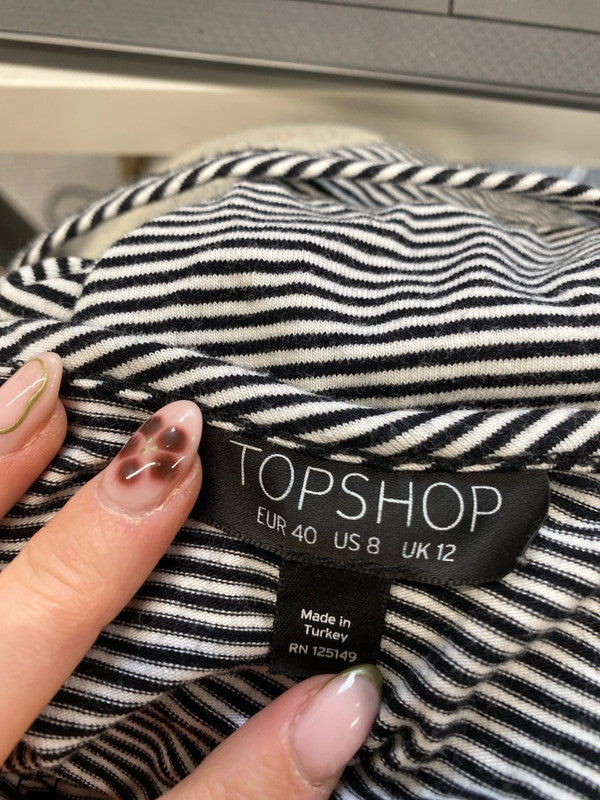 TOPSHOP
EUR 40 US 8 UK 12
Made in
Turkey
RN 125149